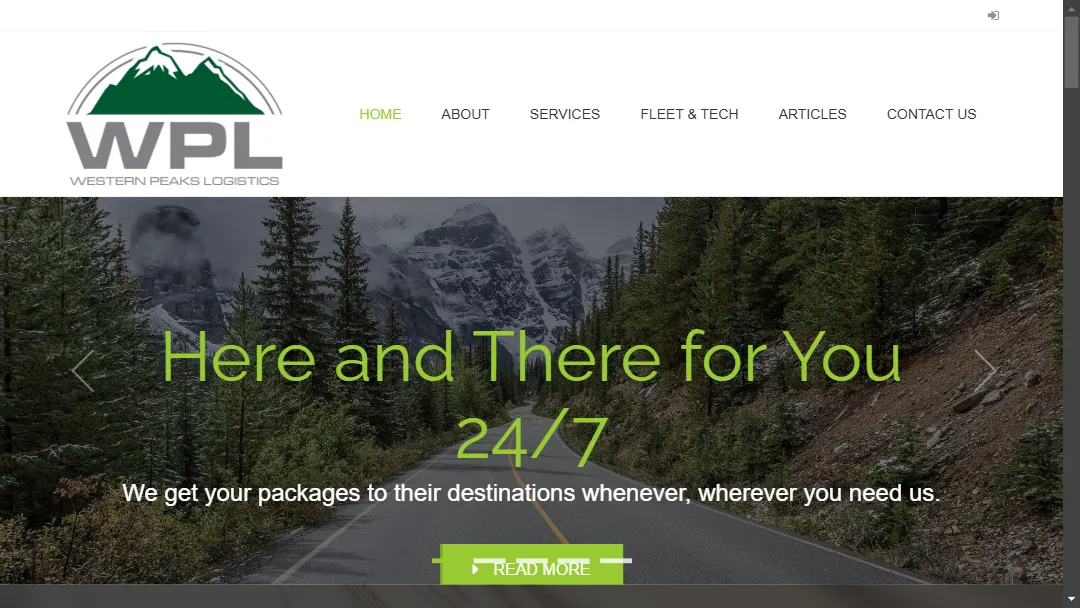 WPL
WESTERN PEAKS LOGISTICS
HOME ABOUT SERVICES FLEET & TECH ARTICLES CONTACT US
Here and There for You
24/7
We get your packages to their destinations whenever, wherever you need us.
READ MORE